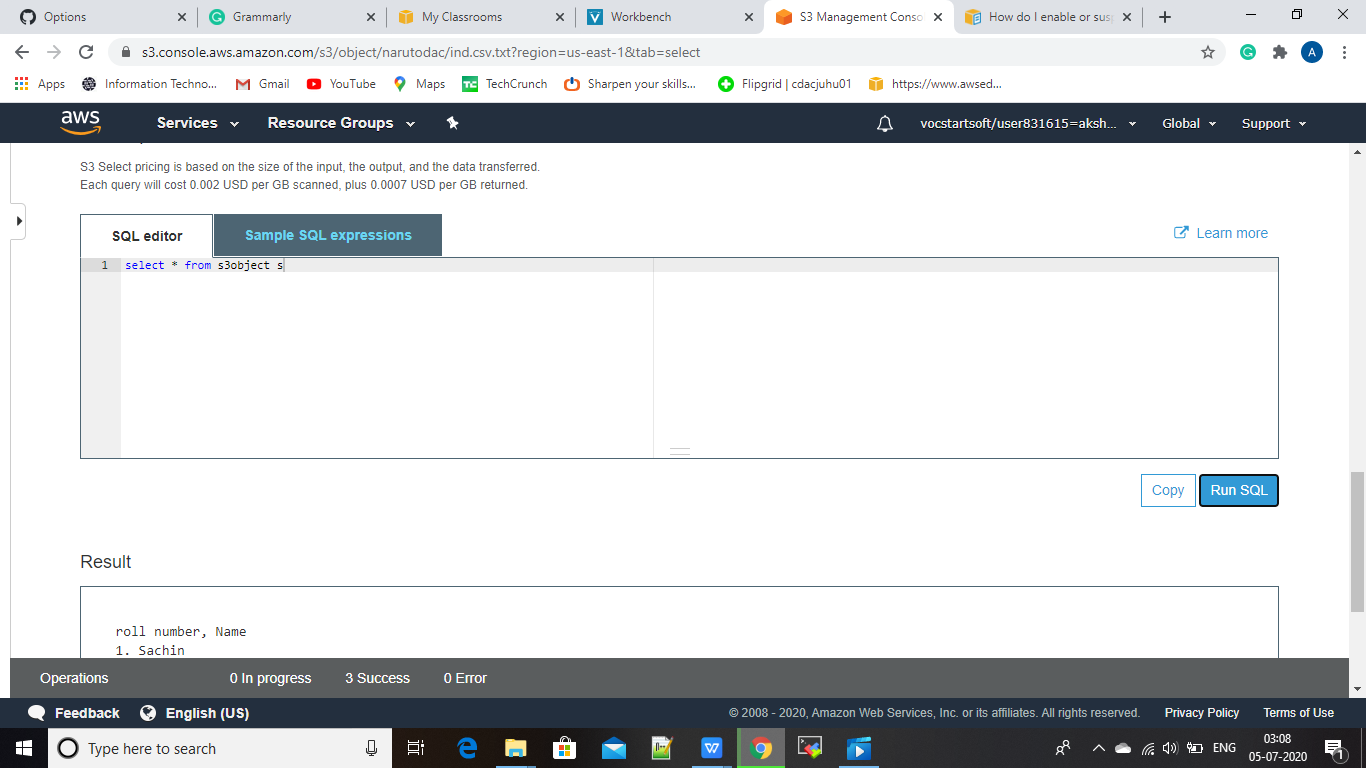 Options
Grammarly
My Classrooms
Workbench
S3 Management Conso
How do I enable or sus
s3.console.aws.amazon.com/s3/object/narutodac/ind.csv.txt?region=us-east-1&tab=select
A
Apps
Information Techno...
Gmail
YouTube
Maps
TechCrunch
Sharpen your skills...
Flipgrid | cdacjuhu01
https://www.awsed...
aws
Services
Resource Groups
vocstartsoft/user831615=aksh...
Global
Support
S3 Select pricing is based on the size of the input, the output, and the data transferred.
Each query will cost 0.002 USD per GB scanned, plus 0.0007 USD per GB returned.
SQL editor
Sample SQL expressions
Learn more
1 select * from s3object s
Copy
Run SQL
Result
roll number, Name
1. Sachin
Operations
0 In progress
3 Success
0 Error
Feedback
English (US)
© 2008 - 2020, Amazon Web Services, Inc. or its affiliates. All rights reserved.
Privacy Policy
Terms of Use
Type here to search
ENG
03:08
05-07-2020
1